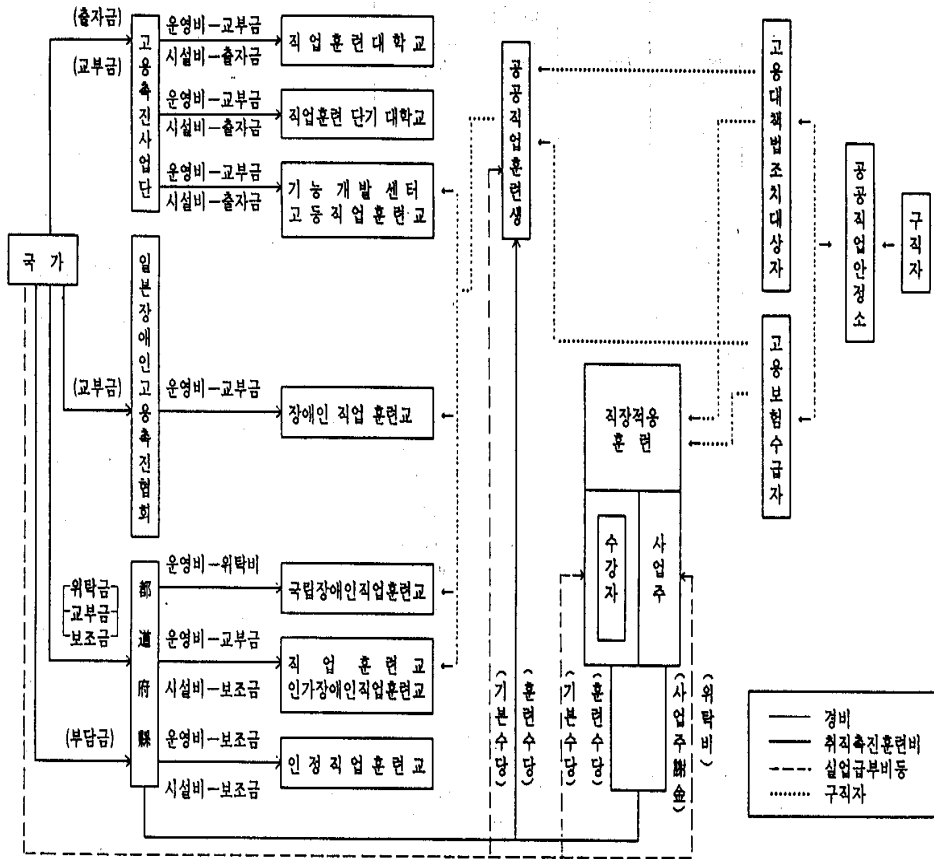 (출자금)
(교부금)
고용촉진사업단
운영비-교부금
시설비-출자금
직업훈련대학교
운영비-교부금
시설비-출자금
직업훈련 단기 대학교
운영비-교부금
시설비-출자금
기능 개발 센터
고등직업훈련교
국 가
(교부금)
일본장애인고용촉진협회
운영비-교부금
장애인 직업 훈련교
위탁금
교부금
보조금
(부담금)
都道府縣
운영비-위탁비
국립장애인직업훈련교
운영비-교부금
시설비-보조금
직 업 훈 련 교
인가장애인직업훈련교
운영비-보조금
시설비-보조금
인정직업훈련교
공공직업훈련생
(기본수당)
(훈련수당)
직장적응
훈 련
수강자
사업주
(기본수당)
(훈련수당)
(사업주謝金)
(위탁비)
고용대책법조치대상자
고용보험수급자
공공직업안정소
구직자
경비
취직촉진훈련비
실업급부비등
구직자